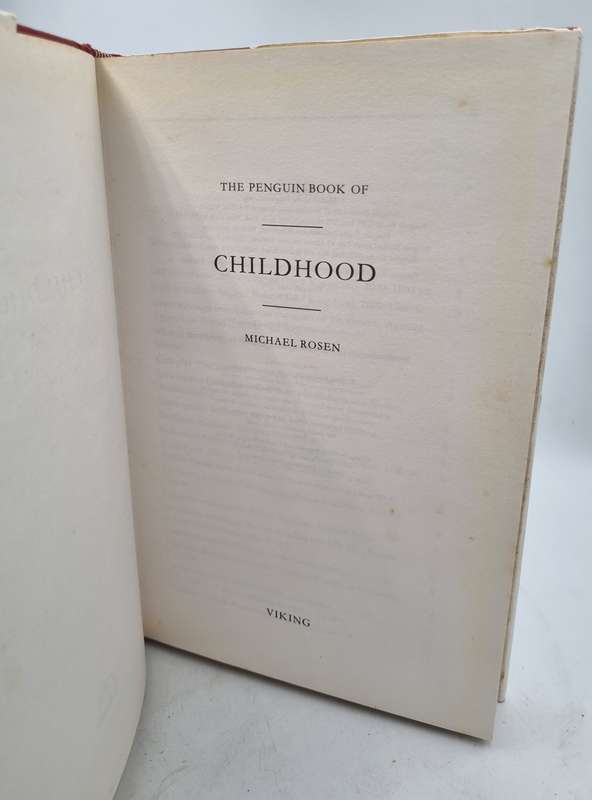 THE PENGUIN BOOK OF
CHILDHOOD
MICHAEL ROSEN
VIKING